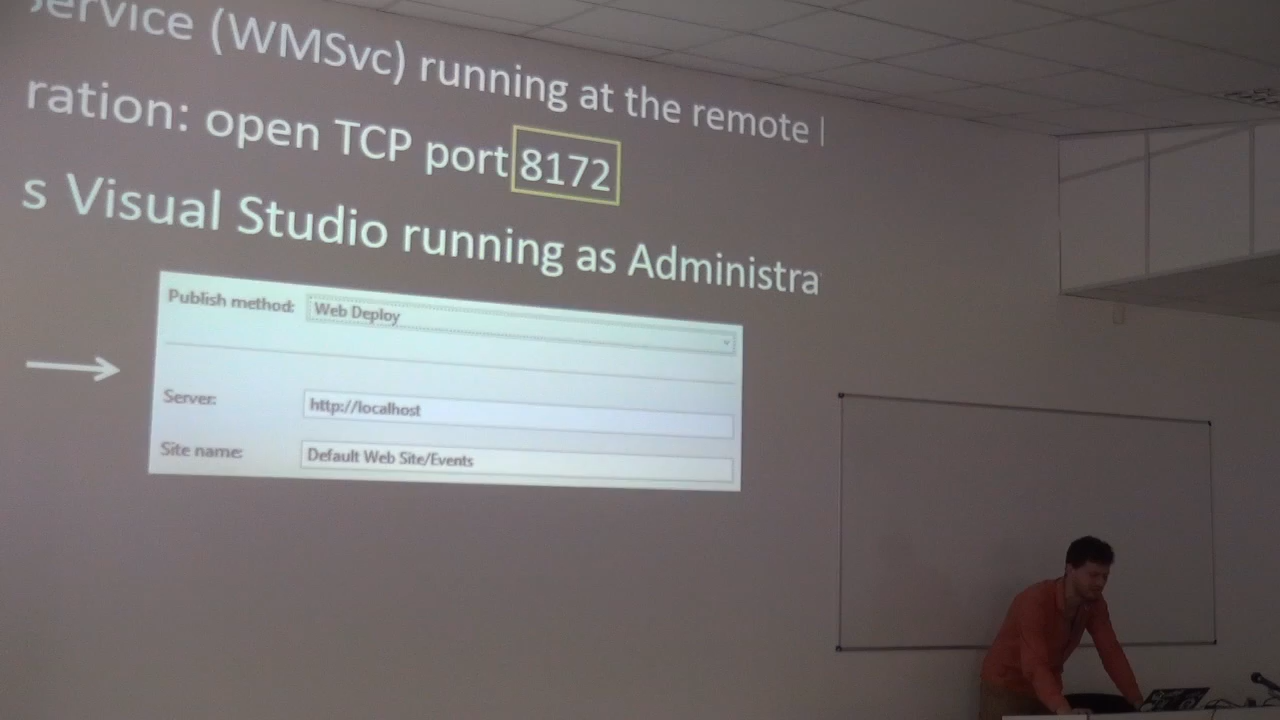 Service (WMSvc) running at the remote
ration: open TCP port 8172
s Visual Studio running as Administra
Publish method: Web Deploy
Server: http://localhost
Site name: Default Web Site/Events